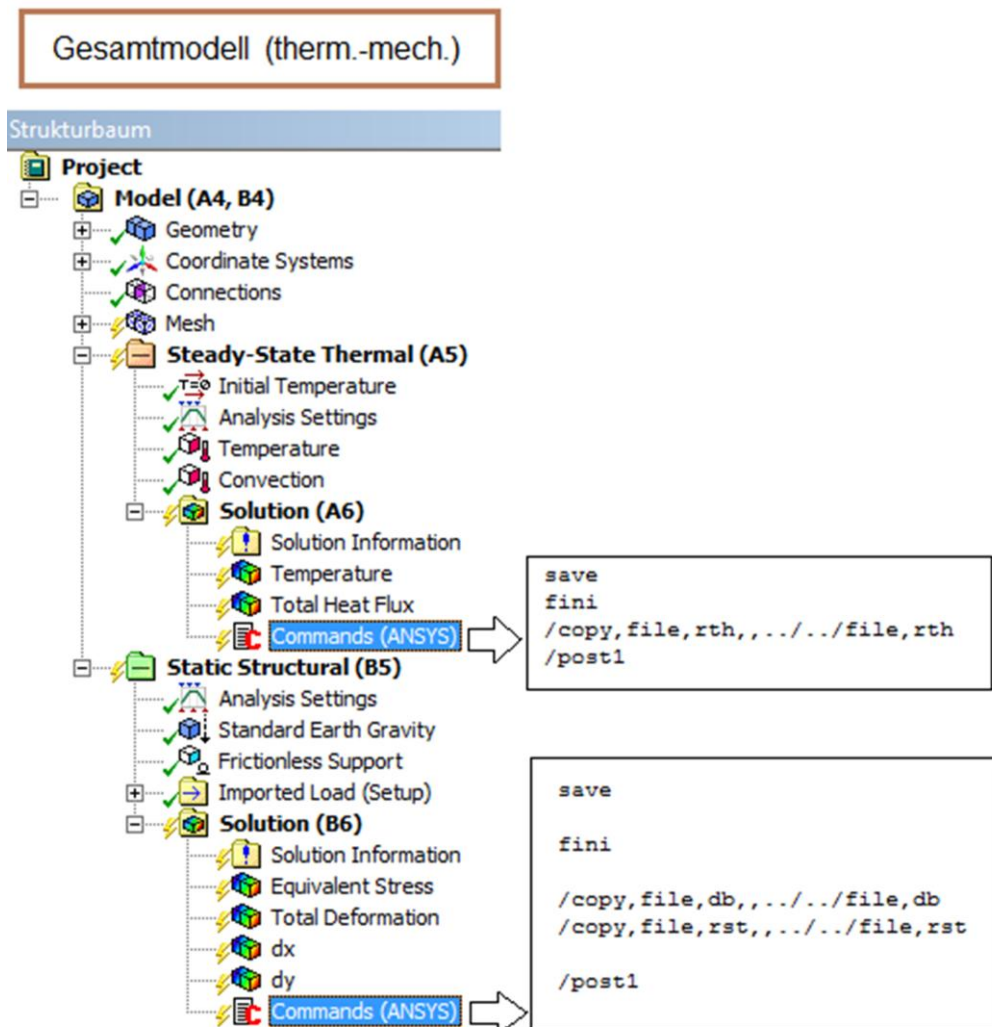 Gesamtmodell (therm.-mech.)
Strukturbaum
Project
Model (A4, B4)
Geometry
Coordinate Systems
Connections
Mesh
Steady-State Thermal (A5)
T=0 Initial Temperature
Analysis Settings
Temperature
Convection
Solution (A6)
Solution Information
Temperature
Total Heat Flux
Commands (ANSYS)
save
fini
/copy,file,rth,,../../file,rth
/post1
Static Structural (B5)
Analysis Settings
Standard Earth Gravity
Frictionless Support
Imported Load (Setup)
Solution (B6)
Solution Information
Equivalent Stress
Total Deformation
dx
dy
Commands (ANSYS)
save
fini
/copy,file,db,,../../file,db
/copy,file,rst,,../../file,rst
/post1